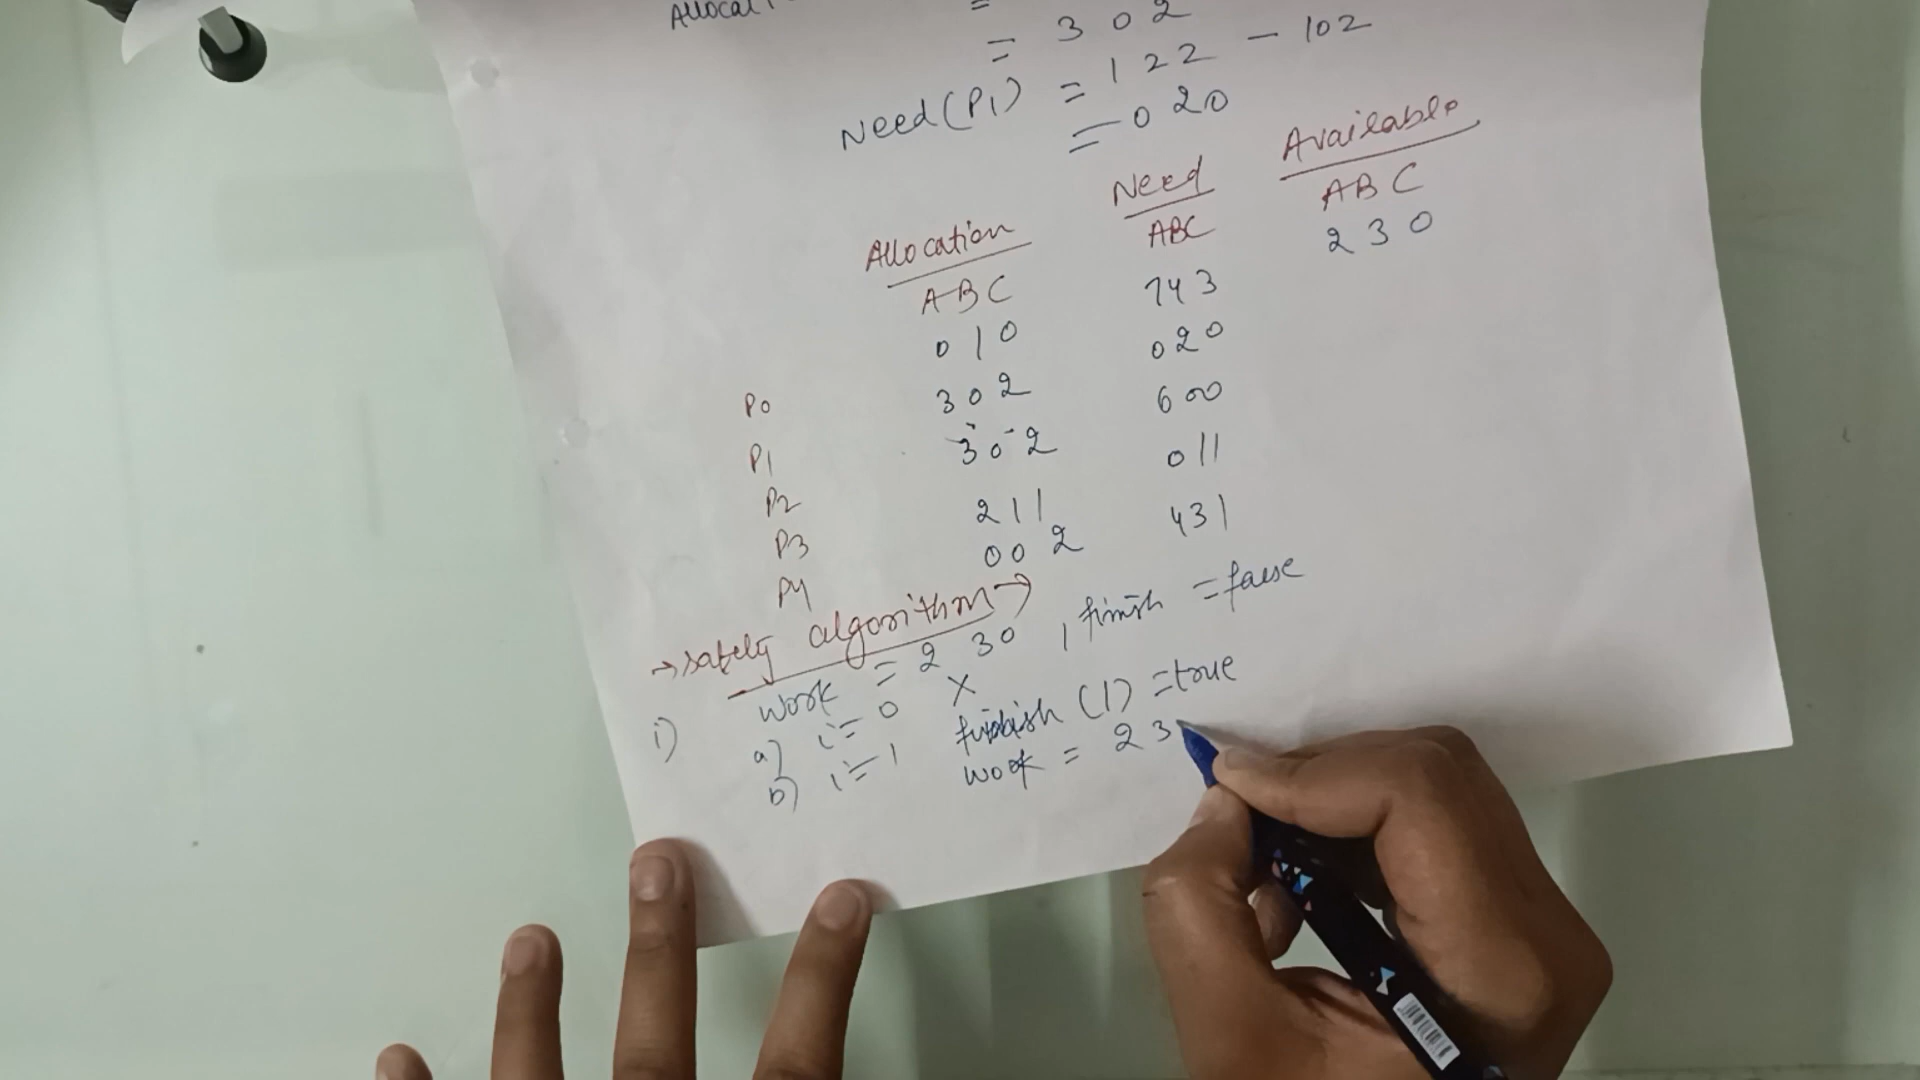 = 3 0 2
Need (P1) = 1 2 2 - 1 0 2
= 0 2 0
Allocation Need Available
A B C ABC A B C
0 1 0 7 4 3 2 3 0
P0 3 0 2 0 2 0
P1 3 0 2 6 0 0
P2 2 1 1 0 1 1
P3 0 0 2 4 3 1
P4
→ safety algorithm →
i) work = 2 3 0 , finish = false
a) i = 0 X
b) i = 1 finish (1) = true
work = 2 3